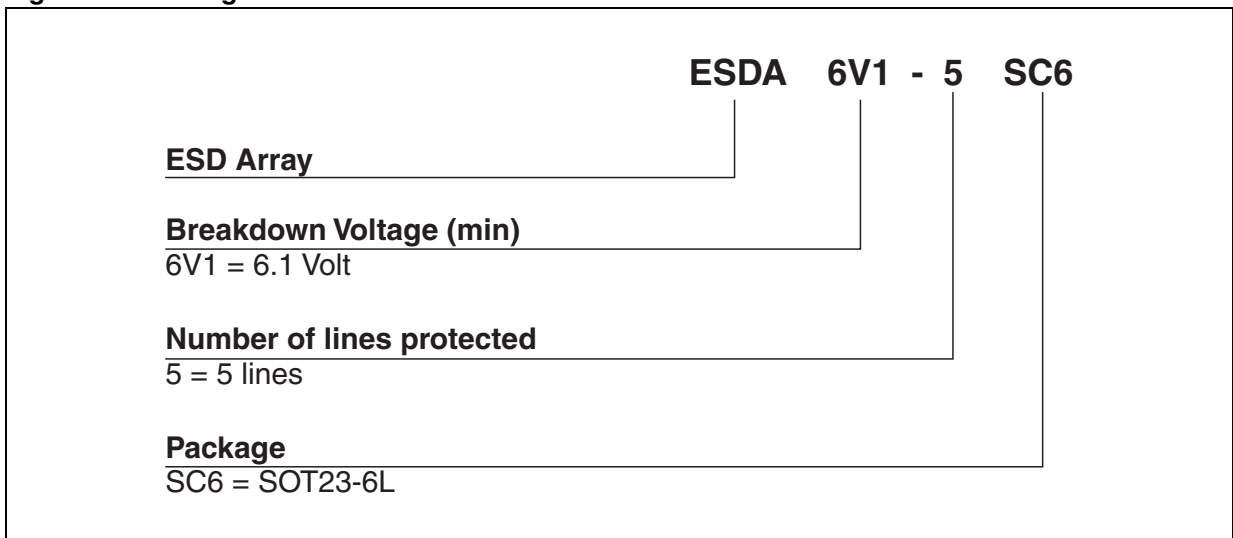 ESDA 6V1 - 5 SC6
ESD Array
Breakdown Voltage (min)
6V1 = 6.1 Volt
Number of lines protected
5 = 5 lines
Package
SC6 = SOT23-6L